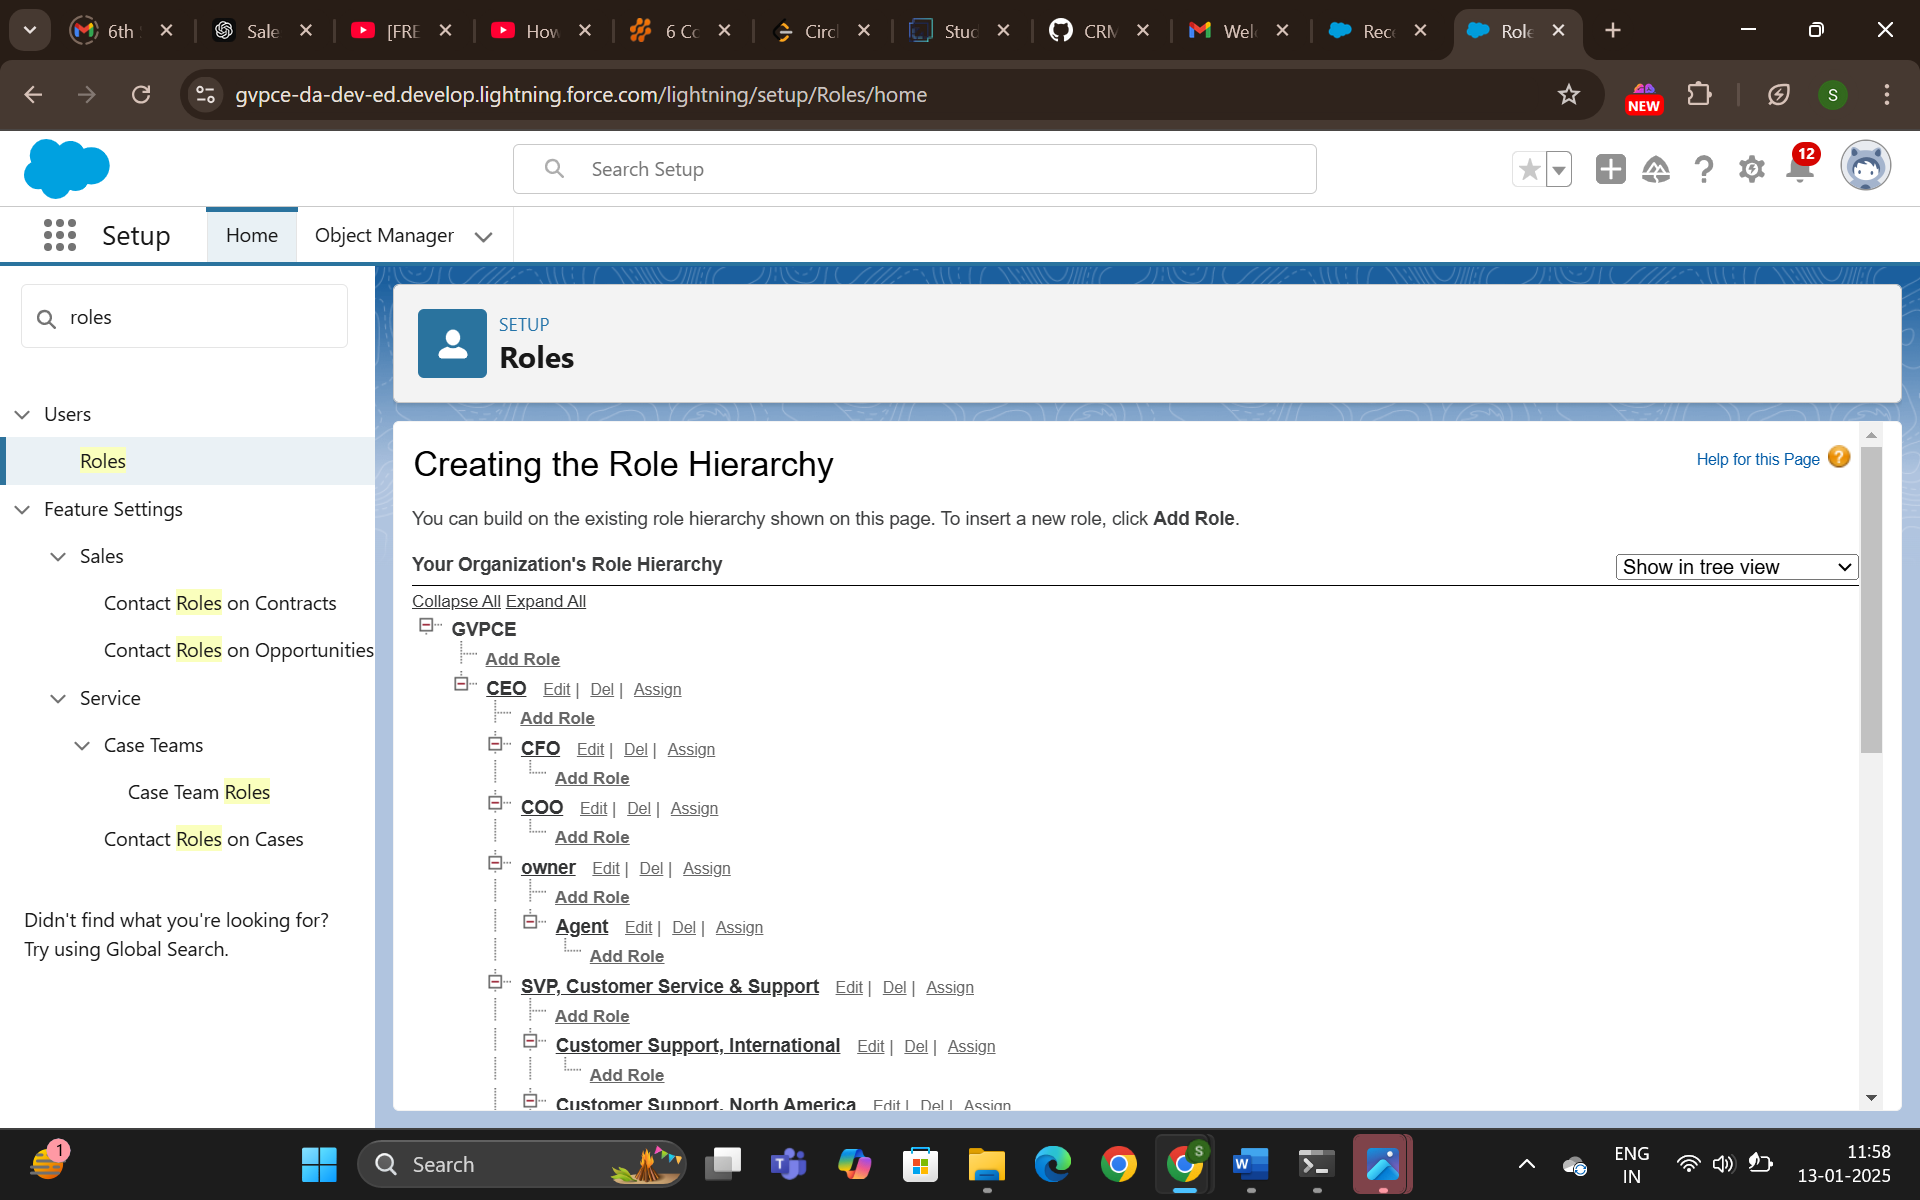 6th
Sale
[FRE
How
6 Co
Circl
Stud
CRM
Wel
Rec
Role
gvpce-da-dev-ed.develop.lightning.force.com/lightning/setup/Roles/home
NEW
S
Search Setup
12
Setup
Home
Object Manager
roles
Users
Roles
Feature Settings
Sales
Contact Roles on Contracts
Contact Roles on Opportunities
Service
Case Teams
Case Team Roles
Contact Roles on Cases
Didn't find what you're looking for?
Try using Global Search.
SETUP
Roles
Creating the Role Hierarchy
Help for this Page
You can build on the existing role hierarchy shown on this page. To insert a new role, click Add Role.
Your Organization's Role Hierarchy
Show in tree view
Collapse All Expand All
GVPCE
Add Role
CEO Edit | Del | Assign
Add Role
CFO Edit | Del | Assign
Add Role
COO Edit | Del | Assign
Add Role
owner Edit | Del | Assign
Add Role
Agent Edit | Del | Assign
Add Role
SVP, Customer Service & Support Edit | Del | Assign
Add Role
Customer Support, International Edit | Del | Assign
Add Role
Customer Support, North America Edit | Del | Assign
1
Search
S
ENG
IN
11:58
13-01-2025